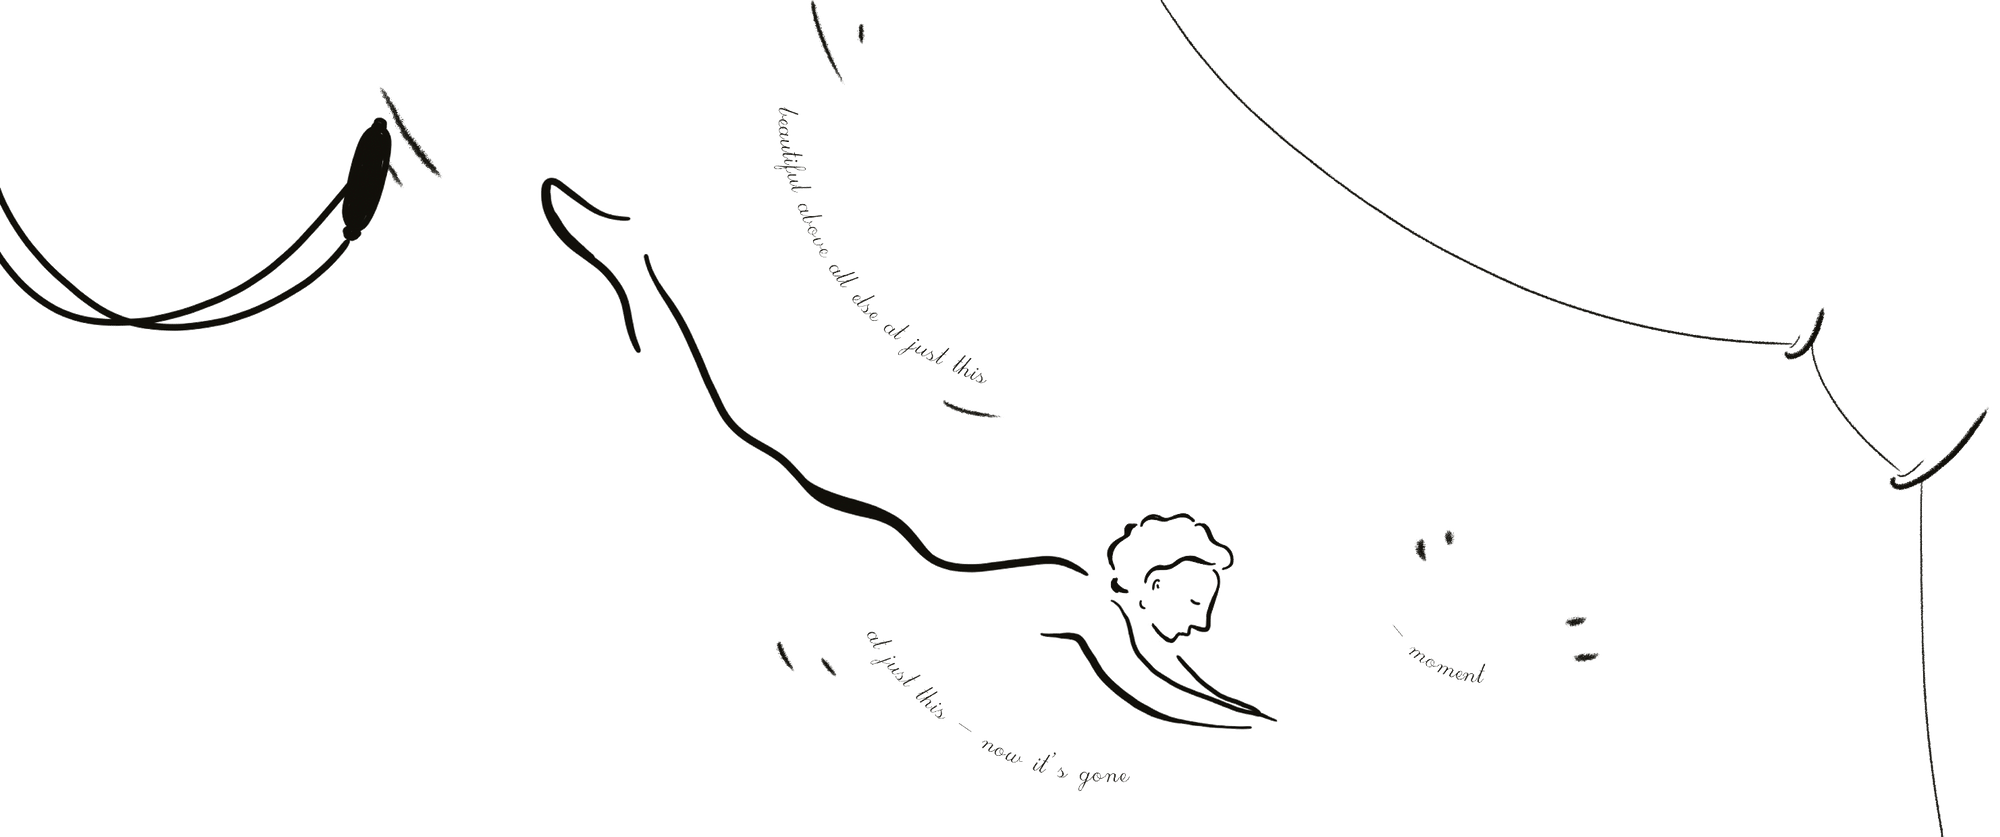 beautiful above all else at just this
at just this — now it's gone
— moment